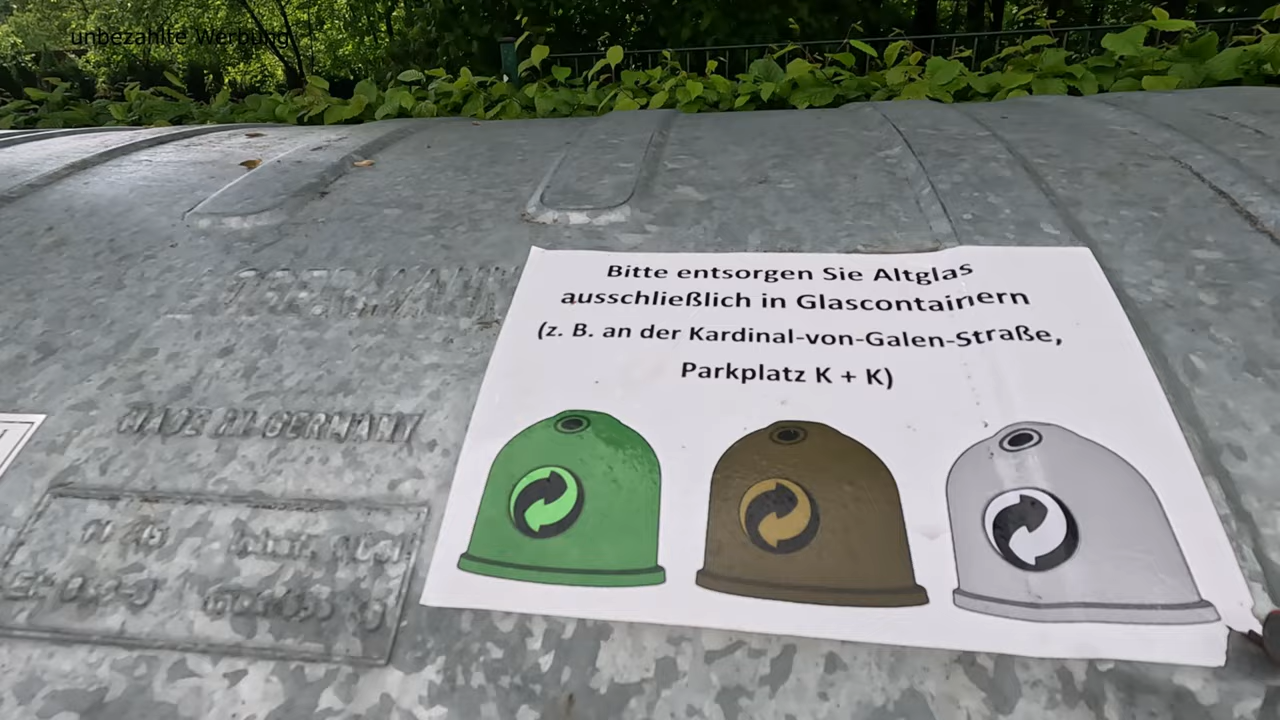 unbezahlte Werbung
Bitte entsorgen Sie Altglas
ausschließlich in Glascontainern
(z. B. an der Kardinal-von-Galen-Straße,
Parkplatz K + K)
MADE IN GERMANY